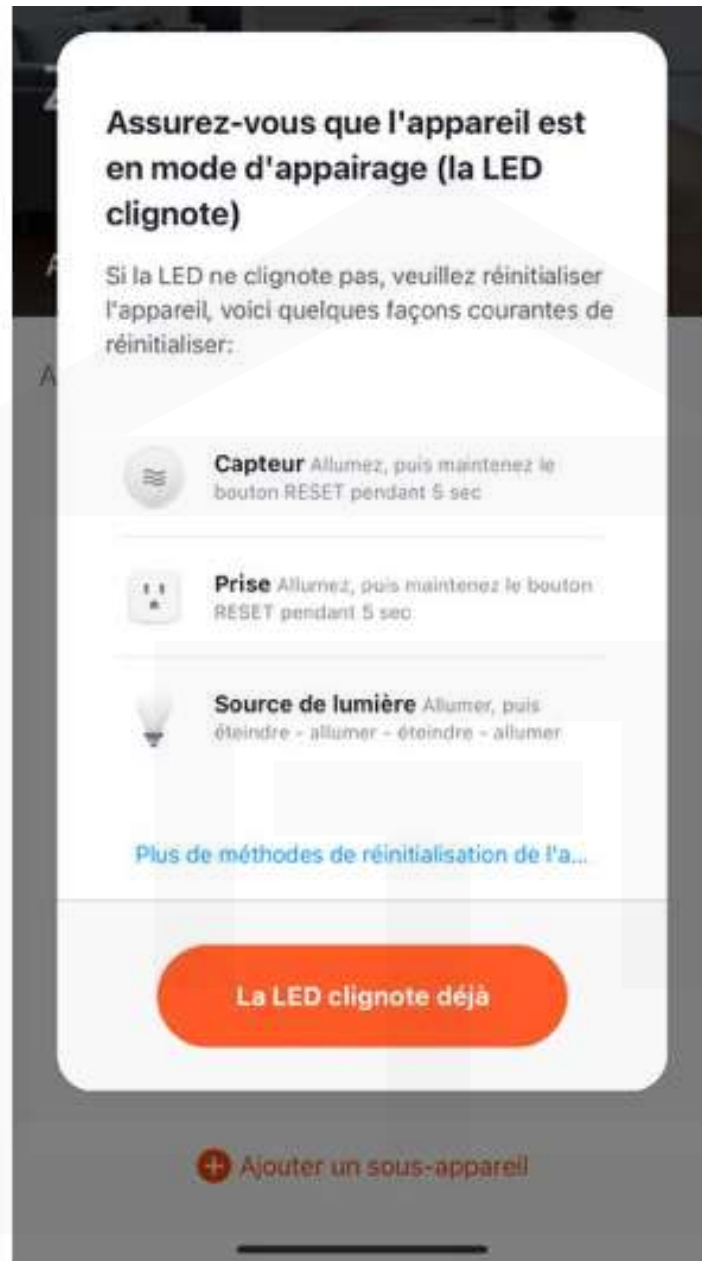 Assurez-vous que l'appareil est
en mode d'appairage (la LED
clignote)
Si la LED ne clignote pas, veuillez réinitialiser
l'appareil, voici quelques façons courantes de
réinitialiser:
Capteur Allumez, puis maintenez le
bouton RESET pendant 5 sec
Prise Allumez, puis maintenez le bouton
RESET pendant 5 sec
Source de lumière Allumer, puis
éteindre - allumer - éteindre - allumer
Plus de méthodes de réinitialisation de l'a...
La LED clignote déjà
Ajouter un sous-appareil